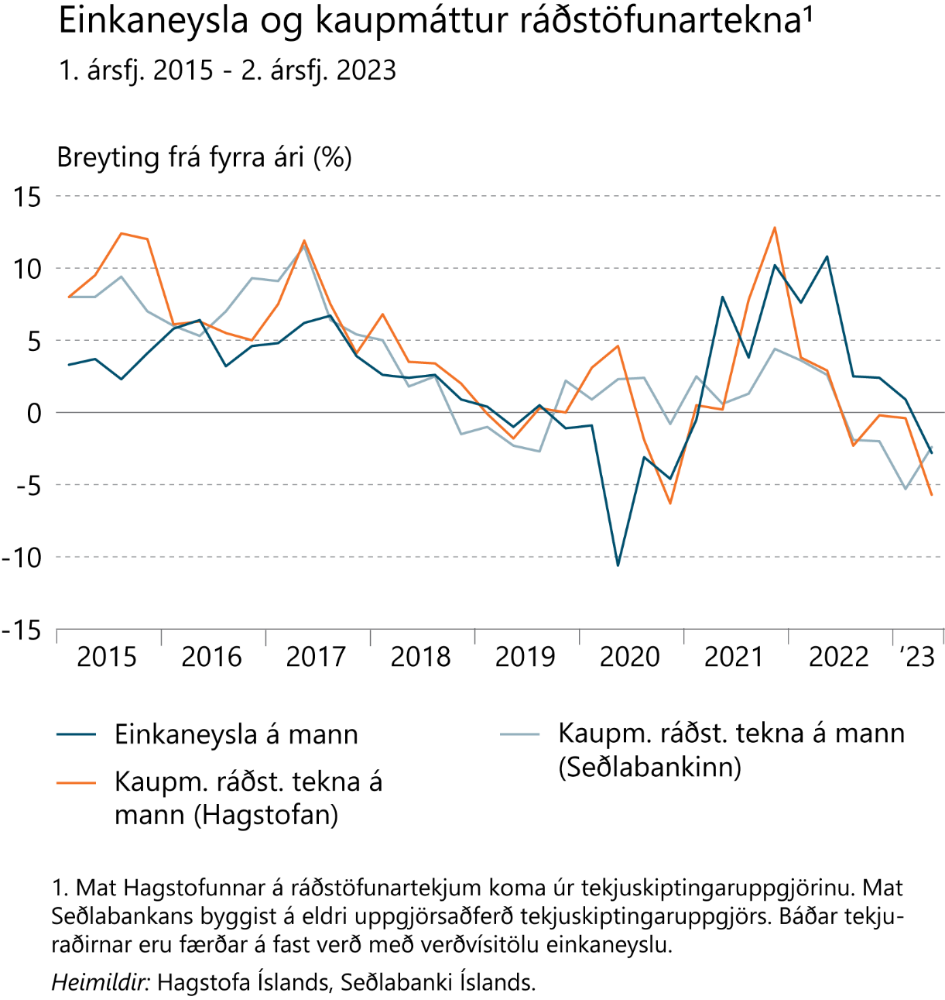 Einkaneysla og kaupmáttur ráðstöfunartekna¹
1. ársfj. 2015 - 2. ársfj. 2023
Breyting frá fyrra ári (%)
15
10
5
0
-5
-10
-15
2015 2016 2017 2018 2019 2020 2021 2022 ‘23
Einkaneysla á mann
Kaupm. ráðst. tekna á
mann (Hagstofan)
Kaupm. ráðst. tekna á mann
(Seðlabankinn)
1. Mat Hagstofunnar á ráðstöfunartekjum koma úr tekjuskiptingaruppgjörinu. Mat
Seðlabankans byggist á eldri uppgjörsaðferð tekjuskiptingaruppgjörs. Báðar tekju-
raðirnar eru færðar á fast verð með verðvísitölu einkaneyslu.
Heimildir: Hagstofa Íslands, Seðlabanki Íslands.